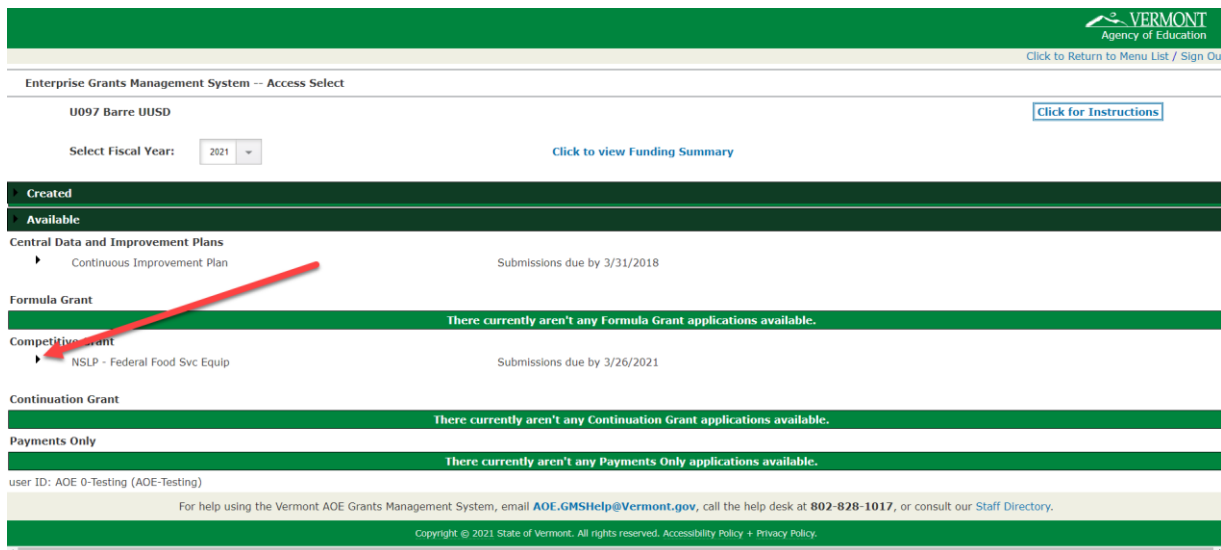 VERMONT
Agency of Education
Click to Return to Menu List / Sign Ou
Enterprise Grants Management System -- Access Select
U097 Barre UUSD
Click for Instructions
Select Fiscal Year: 2021 Click to view Funding Summary
Created
Available
Central Data and Improvement Plans
Continuous Improvement Plan Submissions due by 3/31/2018
Formula Grant
There currently aren't any Formula Grant applications available.
Competitive Grant
NSLP - Federal Food Svc Equip Submissions due by 3/26/2021
Continuation Grant
There currently aren't any Continuation Grant applications available.
Payments Only
There currently aren't any Payments Only applications available.
user ID: AOE 0-Testing (AOE-Testing)
For help using the Vermont AOE Grants Management System, email AOE.GMSHelp@Vermont.gov, call the help desk at 802-828-1017, or consult our Staff Directory.
Copyright © 2021 State of Vermont. All rights reserved. Accessibility Policy + Privacy Policy.